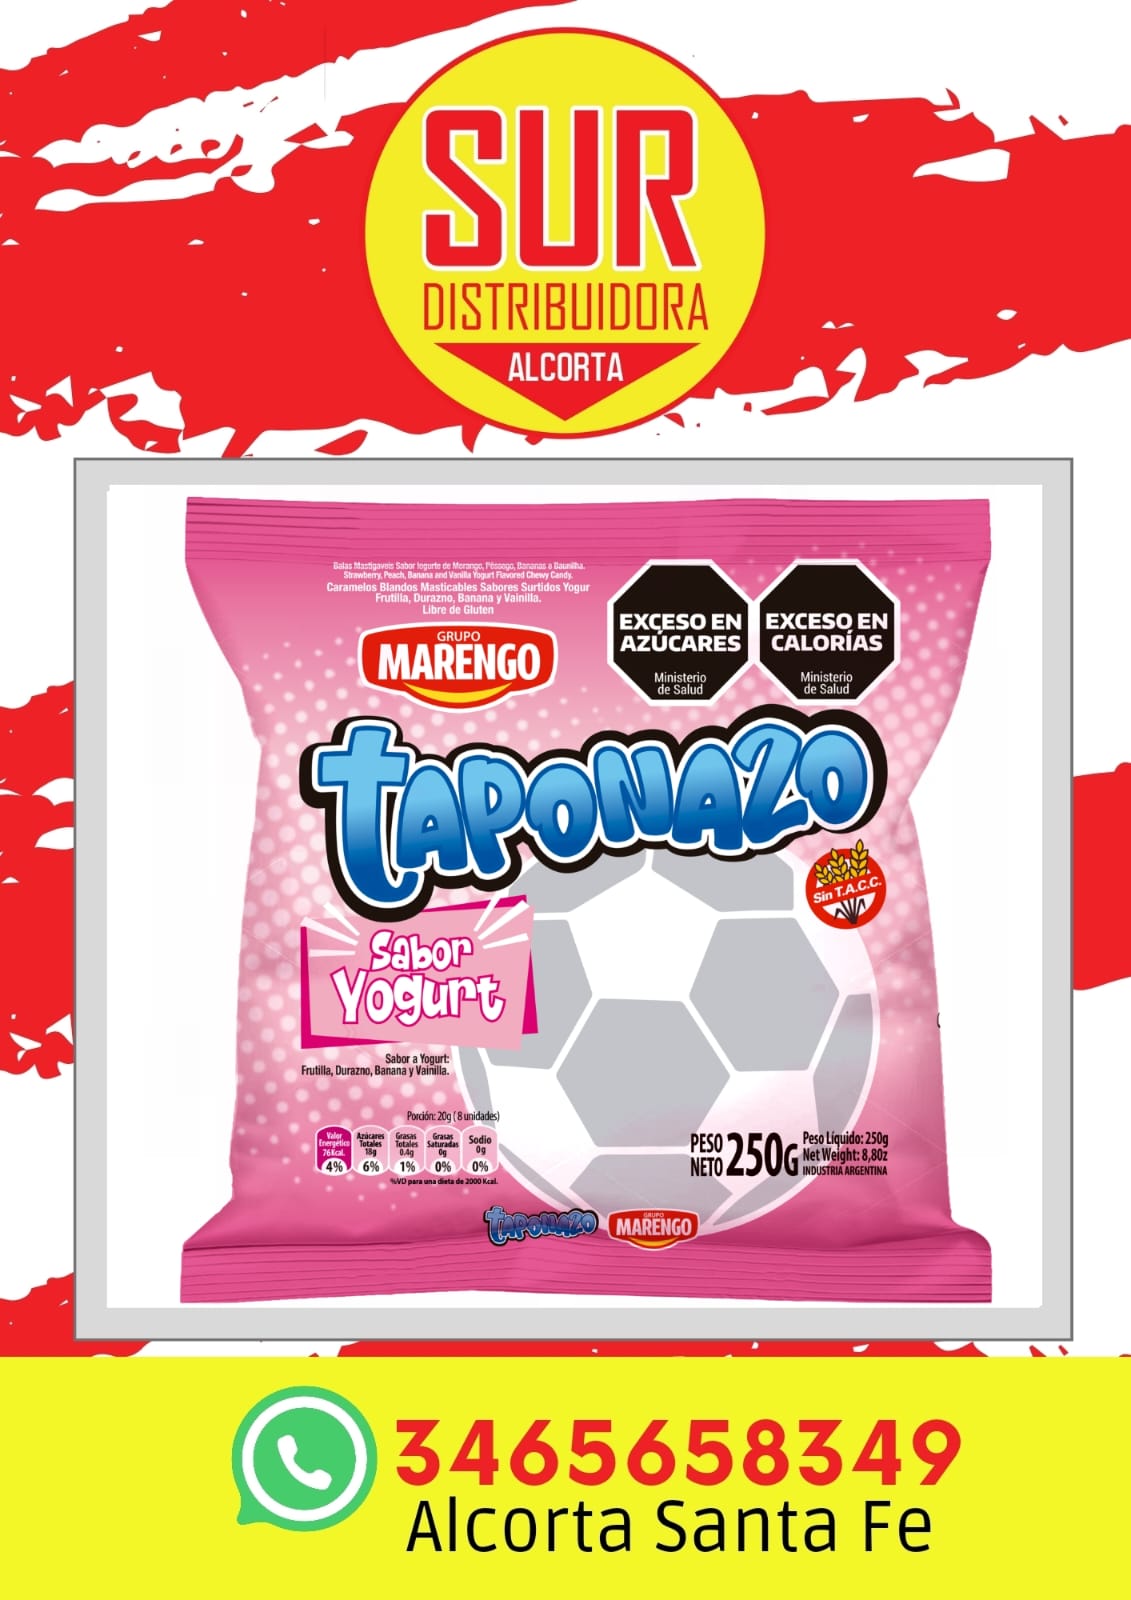 SUR
DISTRIBUIDORA
ALCORTA
Balas Mastigaveis Sabor Iogurte de Morango, Pêssego, Bananas a Baunilha.
Strawberry, Peach, Banana and Vanilla Yogurt Flavored Chewy Candy.
Caramelos Blandos Masticables Sabores Surtidos Yogur
Frutilla, Durazno, Banana y Vainilla.
Libre de Gluten
GRUPO
MARENGO
EXCESO EN
AZÚCARES
Ministerio
de Salud
EXCESO EN
CALORÍAS
Ministerio
de Salud
TAPONAZO
Sin T.A.C.C.
Sabor
Yogurt
Sabor a Yogurt:
Frutilla, Durazno, Banana y Vainilla.
Porción: 20g ( 8 unidades)
Valor
Energético
76Kcal.
4%
Azúcares
Totales
18g
6%
Grasas
Totales
0.4g
1%
Grasas
Saturadas
0g
0%
Sodio
0g
0%
%VD para una dieta de 2000 Kcal.
PESO
NETO
250G
Peso Líquido: 250g
Net Weight: 8,80z
INDUSTRIA ARGENTINA
TAPONAZO
GRUPO
MARENGO
3465658349
Alcorta Santa Fe